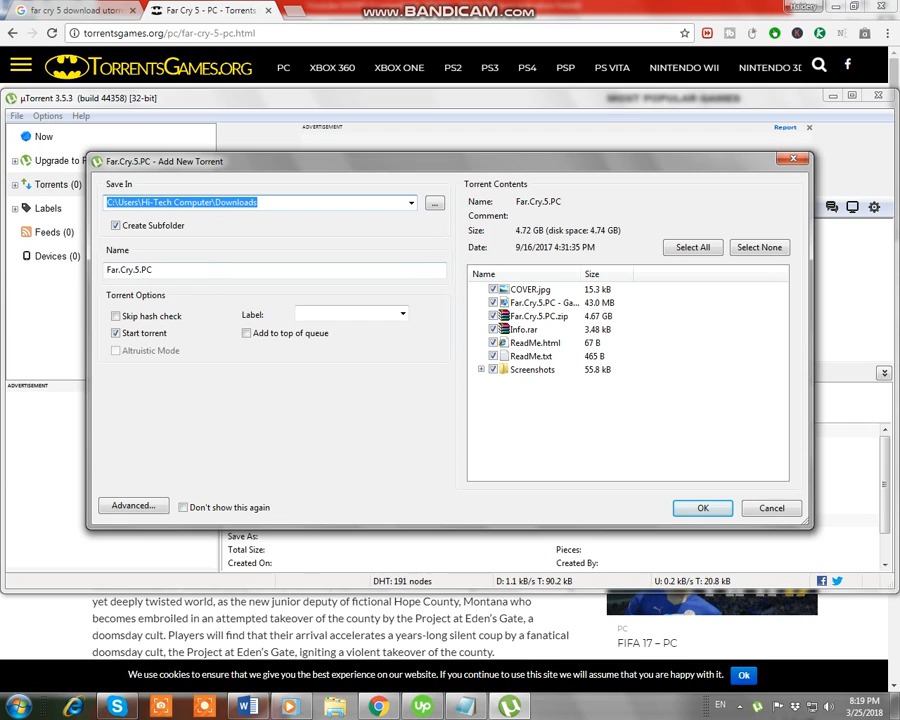 www.BANDICAM.com
far cry 5 download utorn
Far Cry 5 - PC - Torrents
Haidery
torrentsgames.org/pc/far-cry-5-pc.html
TORRENTSGAMES.ORG
PC
XBOX 360
XBOX ONE
PS2
PS3
PS4
PSP
PS VITA
NINTENDO WII
NINTENDO 3D
MOST POPULAR GAMES
µTorrent 3.5.3 (build 44358) [32-bit]
File Options Help
ADVERTISEMENT
Report
Now
Upgrade to P
Torrents (0)
Labels
Feeds (0)
Devices (0)
ADVERTISEMENT
Far.Cry.5.PC - Add New Torrent
Save In
C:\Users\Hi-Tech Computer\Downloads
...
Create Subfolder
Name
Far.Cry.5.PC
Torrent Options
Skip hash check
Label:
Start torrent
Add to top of queue
Altruistic Mode
Advanced...
Don't show this again
Torrent Contents
Name: Far.Cry.5.PC
Comment:
Size: 4.72 GB (disk space: 4.74 GB)
Date: 9/16/2017 4:31:35 PM
Select All
Select None
Name Size
COVER.jpg 15.3 kB
Far.Cry.5.PC - Ga... 43.0 MB
Far.Cry.5.PC.zip 4.67 GB
Info.rar 3.48 kB
ReadMe.html 67 B
ReadMe.txt 465 B
Screenshots 55.8 kB
OK
Cancel
Save As:
Total Size: Pieces:
Created On: Created By:
DHT: 191 nodes
D: 1.1 kB/s T: 90.2 kB
U: 0.2 kB/s T: 20.8 kB
yet deeply twisted world, as the new junior deputy of fictional Hope County, Montana who
becomes embroiled in an attempted takeover of the county by the Project at Eden's Gate, a
doomsday cult. Players will find that their arrival accelerates a years-long silent coup by a fanatical
doomsday cult, the Project at Eden's Gate, igniting a violent takeover of the county.
PC
FIFA 17 – PC
We use cookies to ensure that we give you the best experience on our website. If you continue to use this site we will assume that you are happy with it.
Ok
EN
8:19 PM
3/25/2018